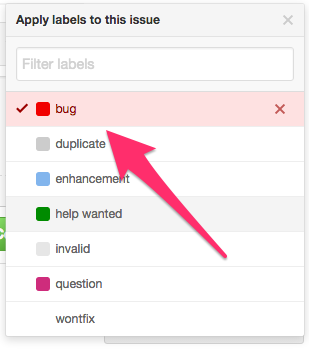 Apply labels to this issue
Filter labels
bug
duplicate
enhancement
help wanted
invalid
question
wontfix